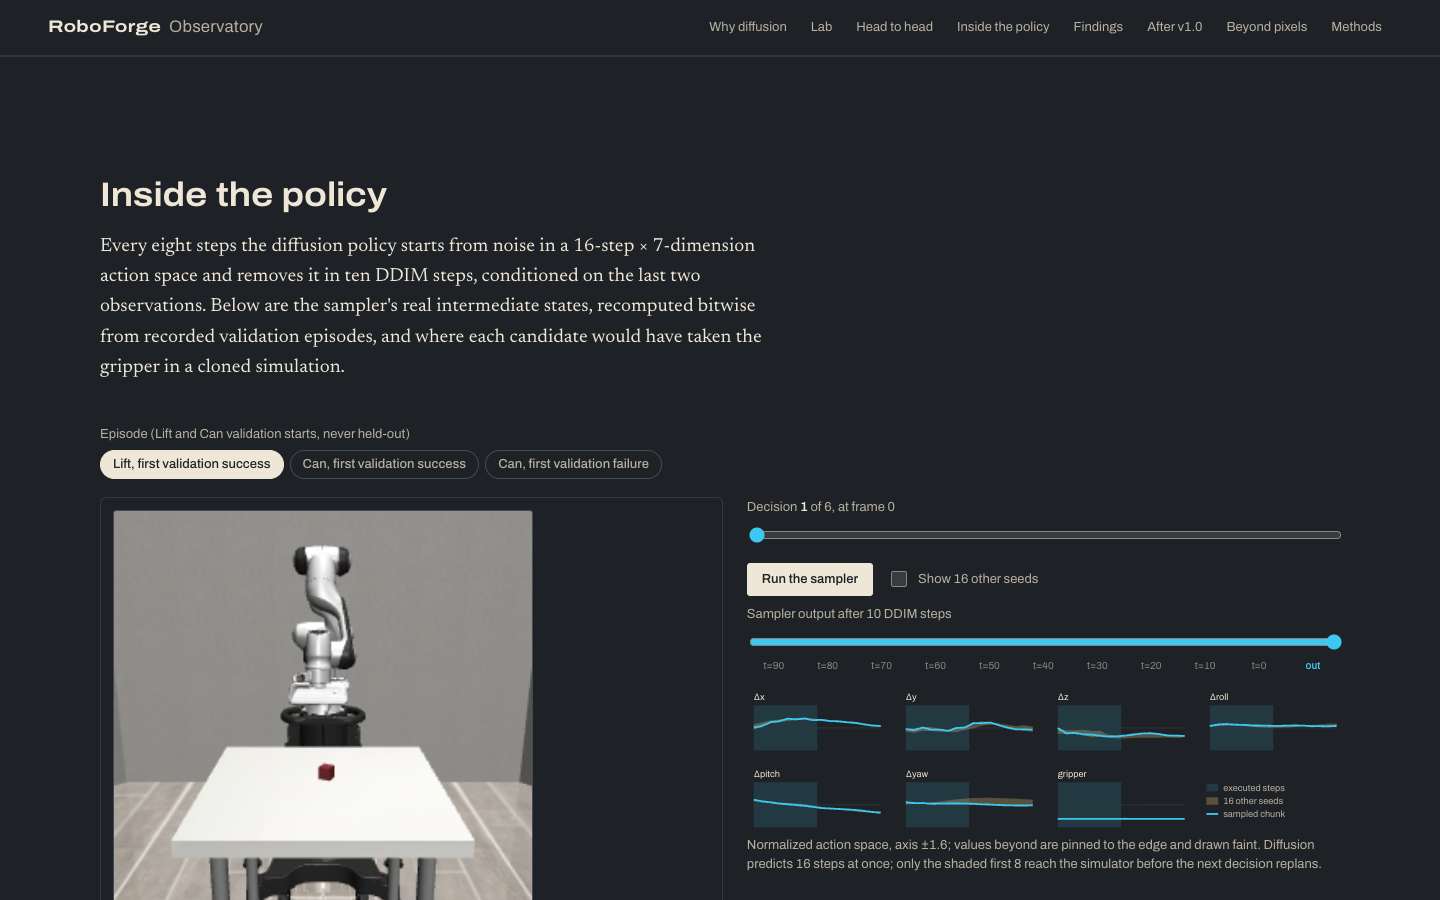 RoboForge Observatory
Why diffusion Lab Head to head Inside the policy Findings After v1.0 Beyond pixels Methods
Inside the policy
Every eight steps the diffusion policy starts from noise in a 16-step × 7-dimension
action space and removes it in ten DDIM steps, conditioned on the last two
observations. Below are the sampler's real intermediate states, recomputed bitwise
from recorded validation episodes, and where each candidate would have taken the
gripper in a cloned simulation.
Episode (Lift and Can validation starts, never held-out)
Lift, first validation success Can, first validation success Can, first validation failure
Decision 1 of 6, at frame 0
Run the sampler Show 16 other seeds
Sampler output after 10 DDIM steps
t=90 t=80 t=70 t=60 t=50 t=40 t=30 t=20 t=10 t=0 out
Δx Δy Δz Δroll
Δpitch Δyaw gripper
executed steps
16 other seeds
sampled chunk
Normalized action space, axis ±1.6; values beyond are pinned to the edge and drawn faint. Diffusion
predicts 16 steps at once; only the shaded first 8 reach the simulator before the next decision replans.